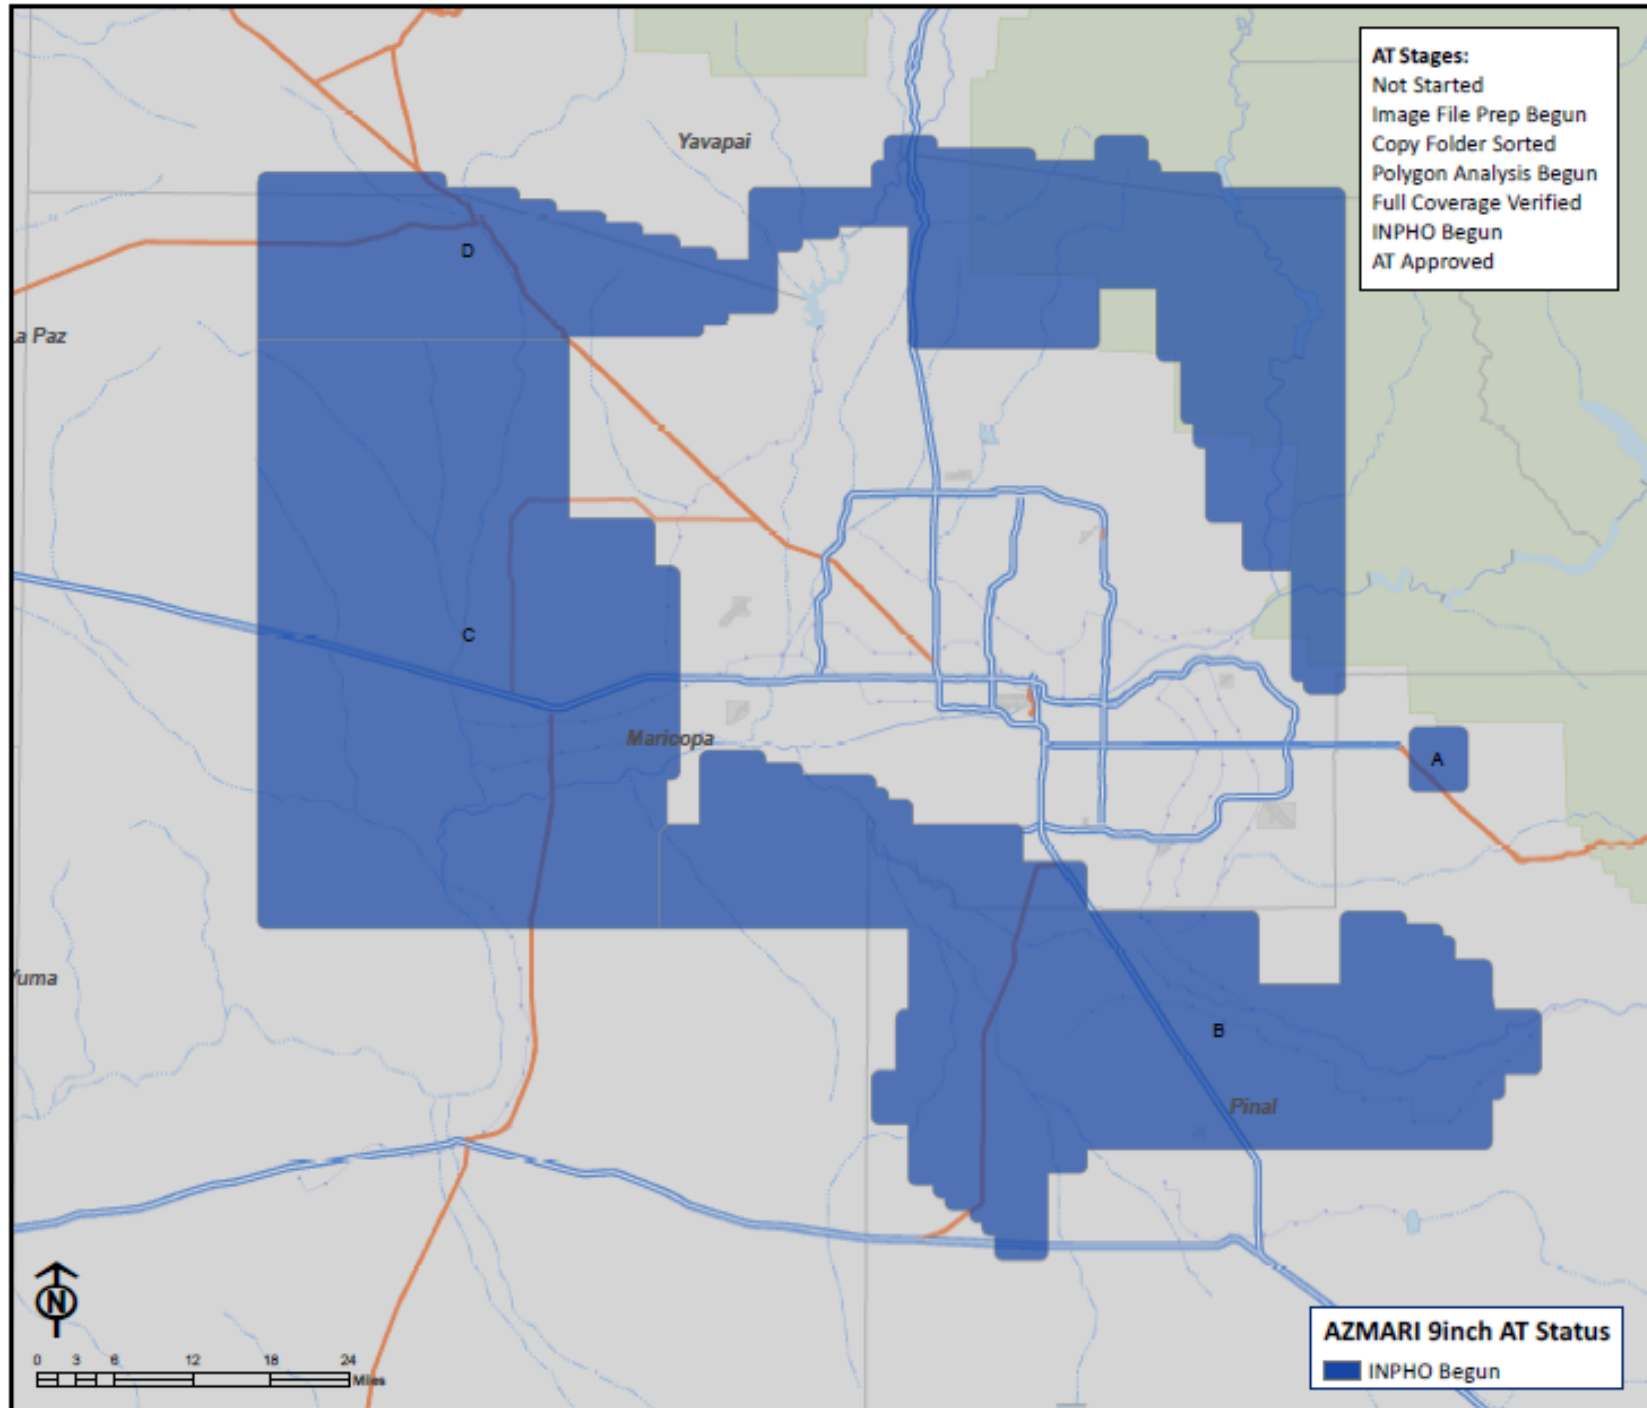 AT Stages:
Not Started
Image File Prep Begun
Copy Folder Sorted
Polygon Analysis Begun
Full Coverage Verified
INPHO Begun
AT Approved
Yavapai
D
a Paz
C
Maricopa
A
Yuma
B
Pinal
N
0 3 6 12 18 24
Miles
AZMARI 9inch AT Status
INPHO Begun